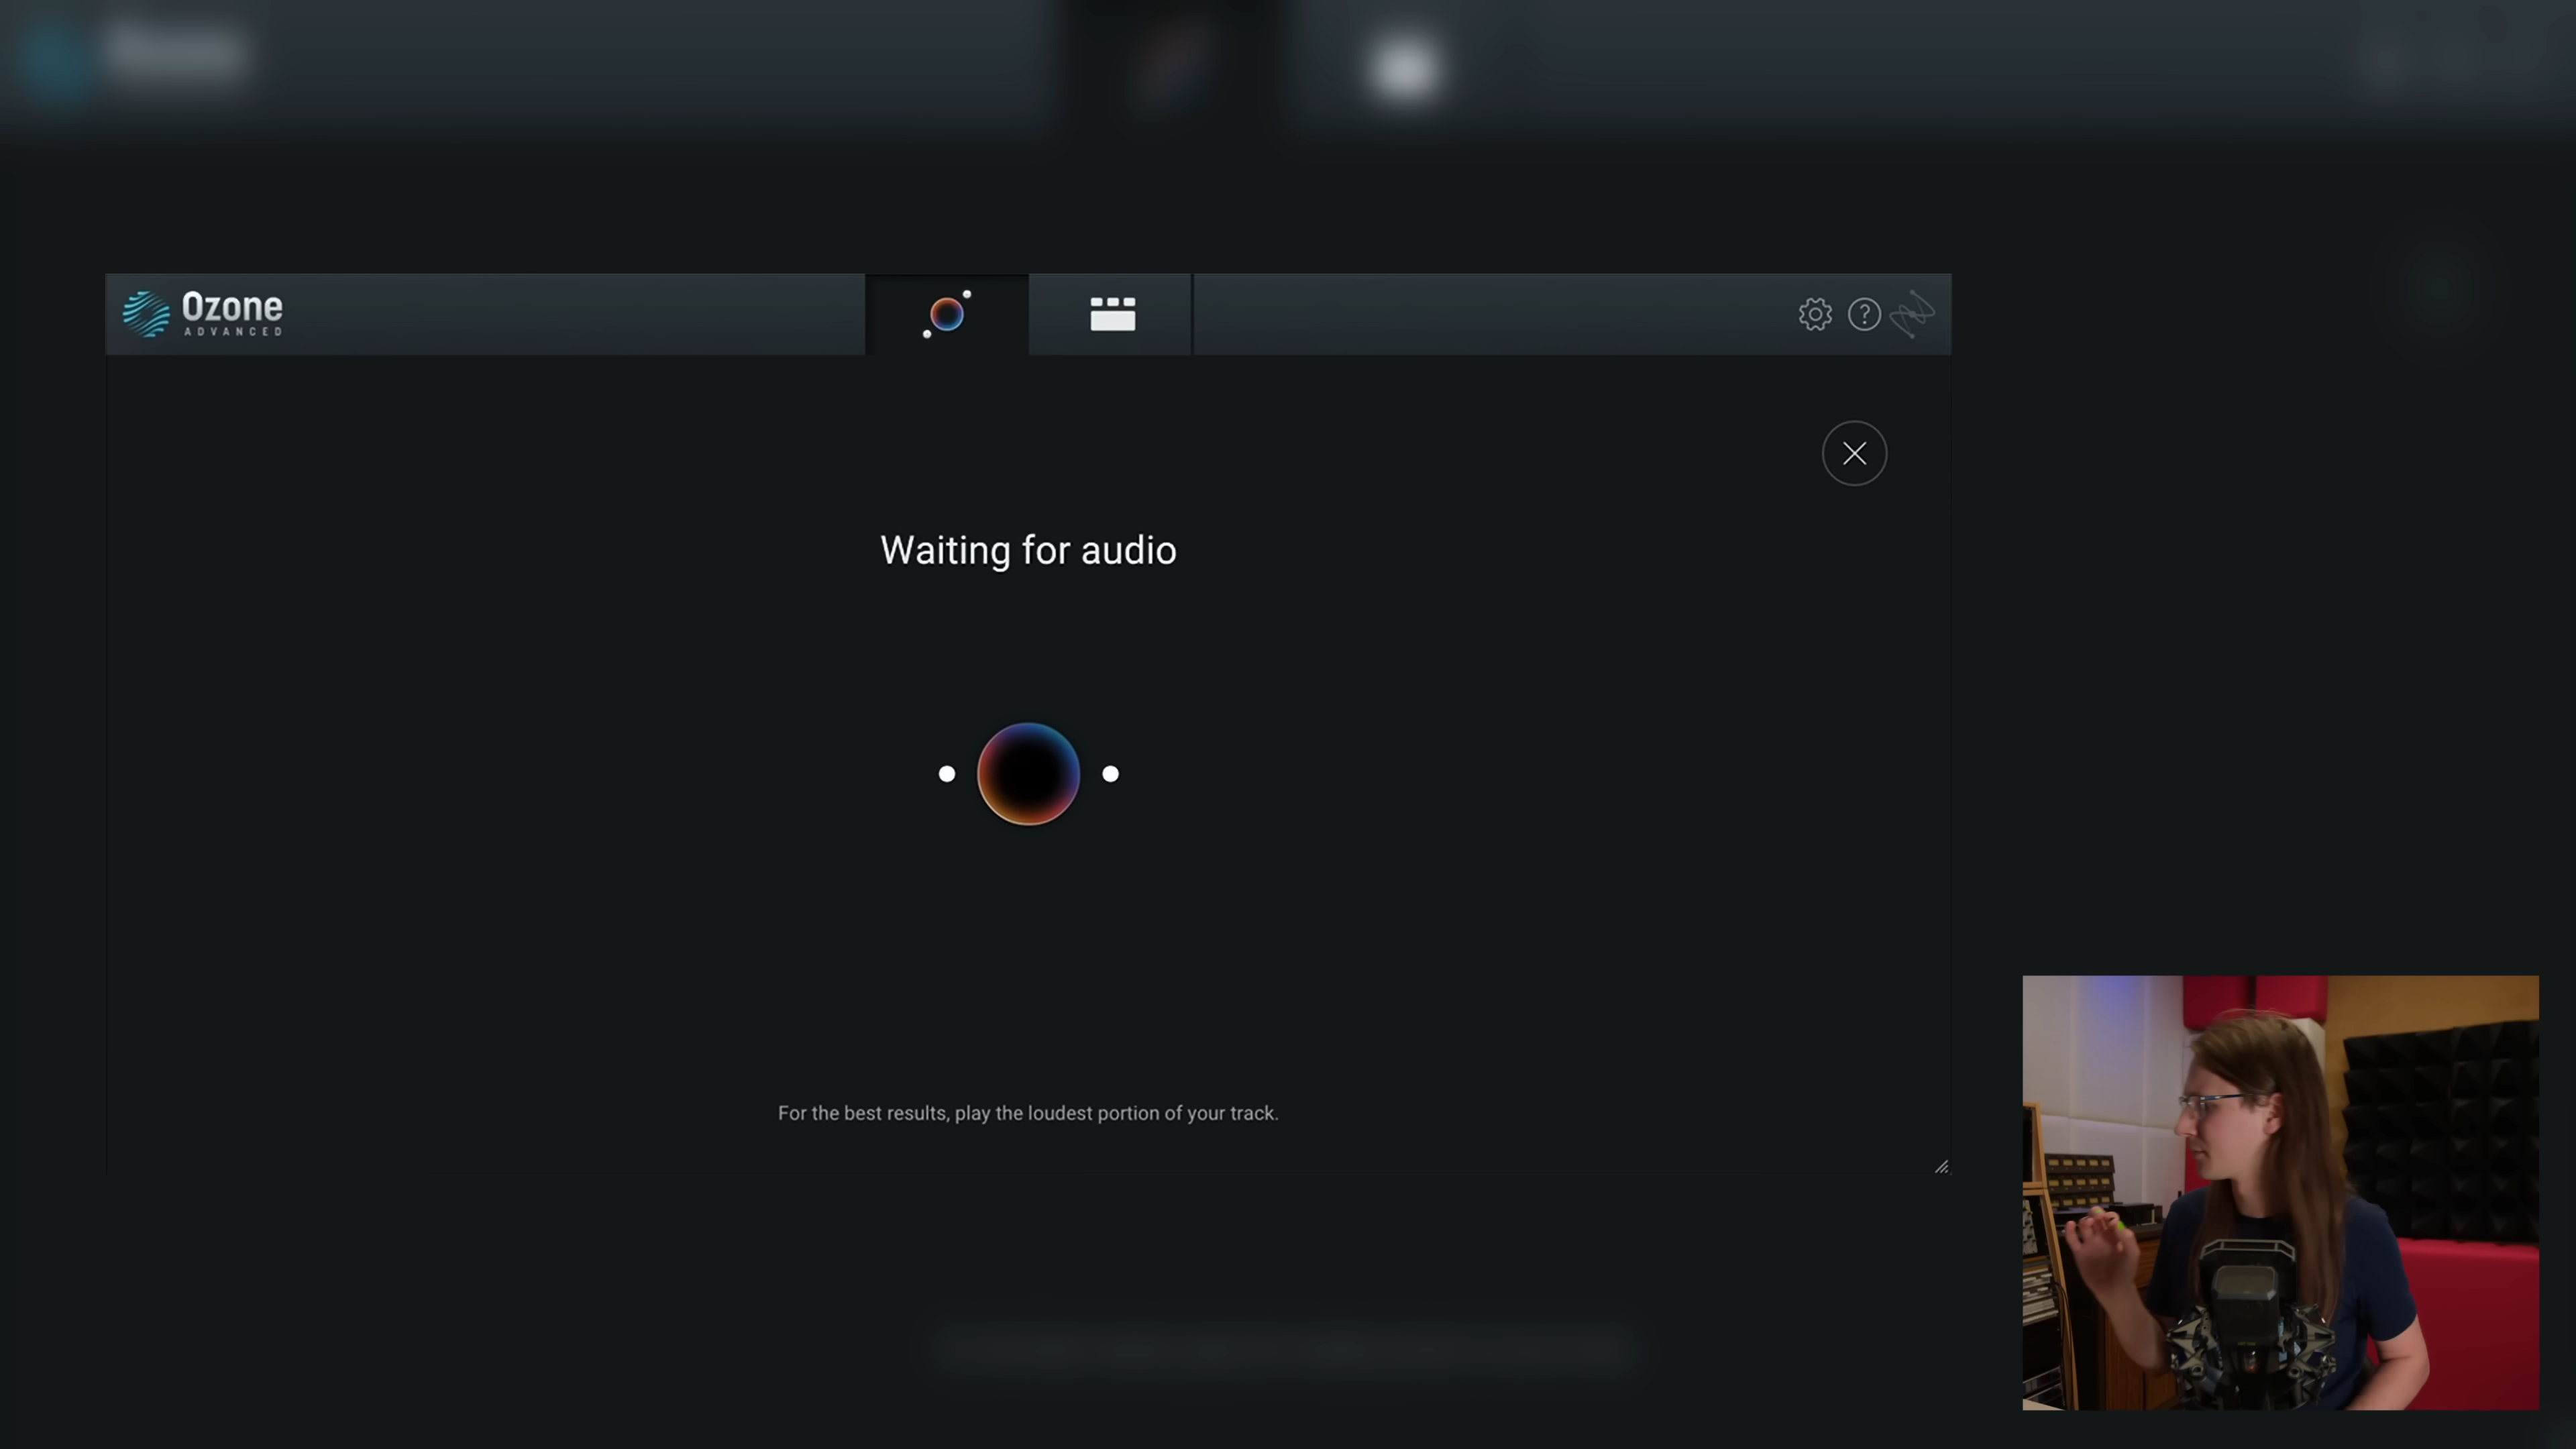 Ozone
ADVANCED
?
Waiting for audio
For the best results, play the loudest portion of your track.